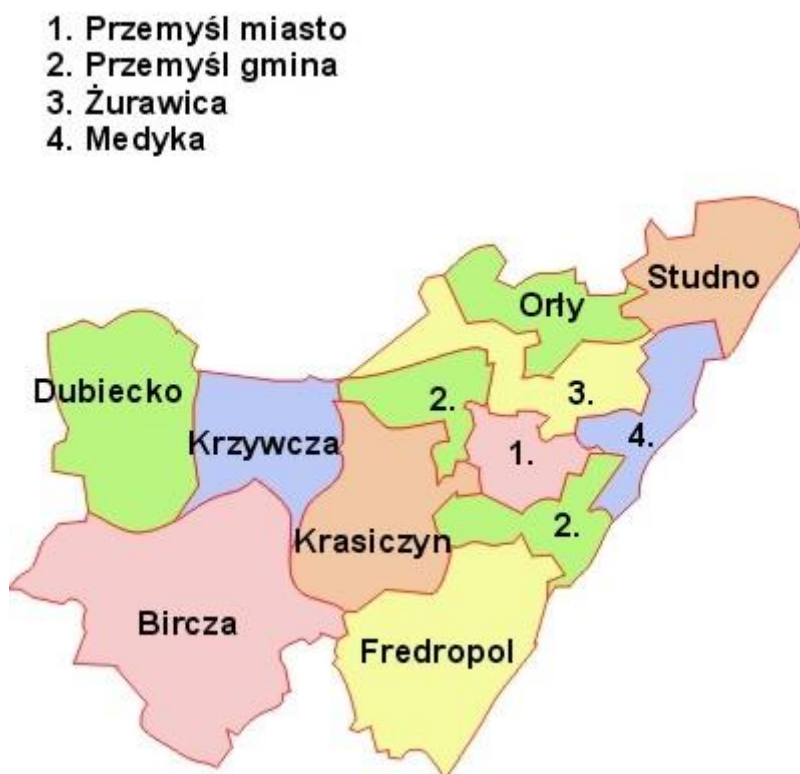 1. Przemyśl miasto
2. Przemyśl gmina
3. Żurawica
4. Medyka
Studno
Orły
Dubiecko
2.
3.
Krzywcza
1.
4.
Krasiczyn
2.
Bircza
Fredropol